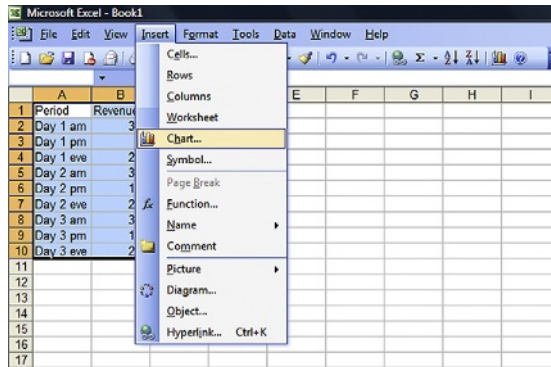 Microsoft Excel - Book1
File Edit View Insert Format Tools Data Window Help
Cells...
Rows
Columns
Worksheet
Chart...
Symbol...
Page Break
Function...
Name
Comment
Picture
Diagram...
Object...
Hyperlink... Ctrl+K
A B E F G H I
1 Period Revenue
2 Day 1 am 3
3 Day 1 pm
4 Day 1 eve 2
5 Day 2 am 3
6 Day 2 pm 1
7 Day 2 eve 2
8 Day 3 am 3
9 Day 3 pm 1
10 Day 3 eve 2
11
12
13
14
15
16
17